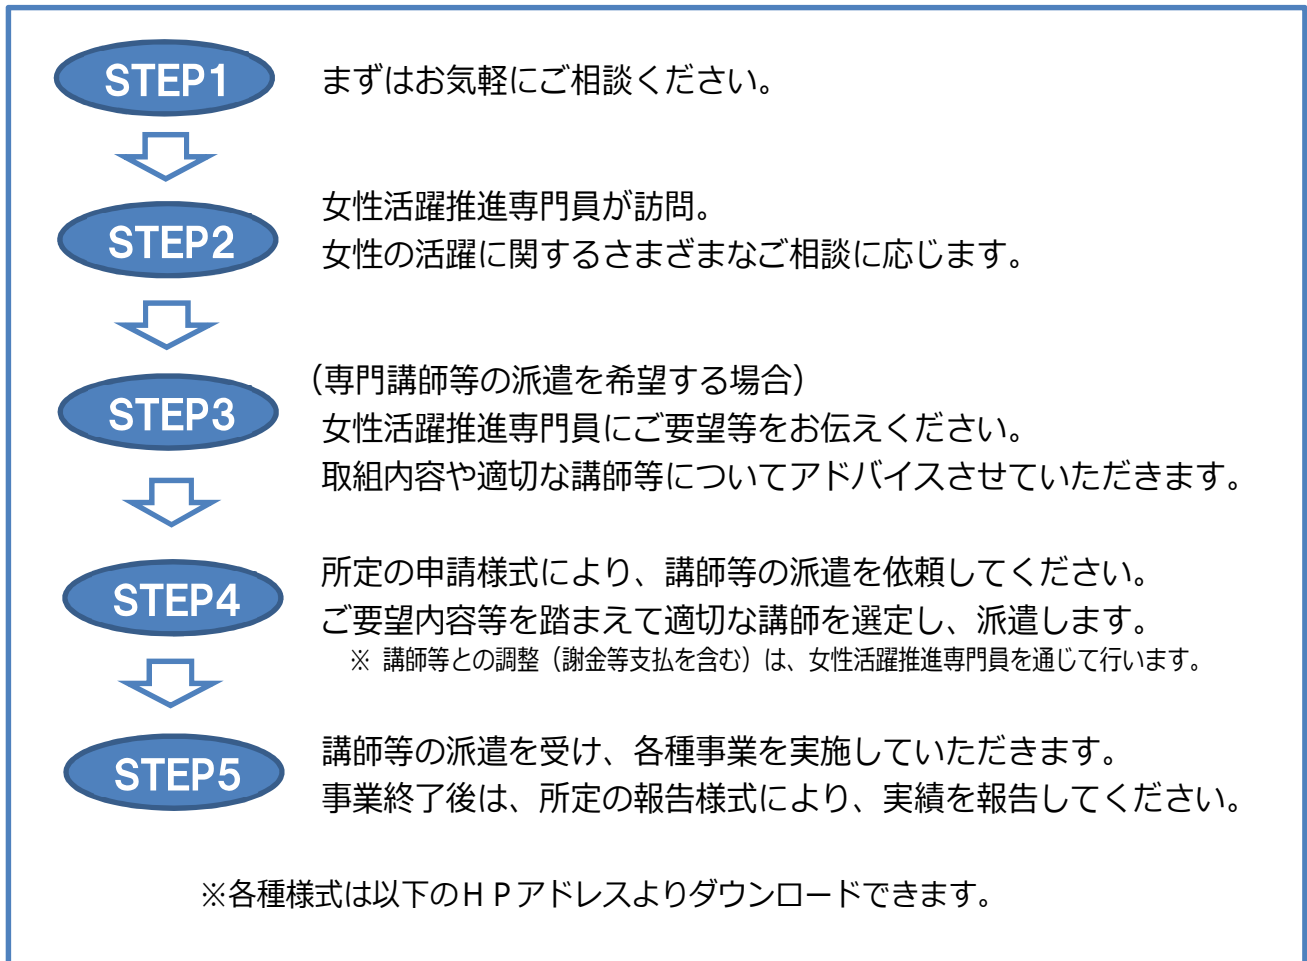 STEP1
まずはお気軽にご相談ください。
STEP2
女性活躍推進専門員が訪問。
女性の活躍に関するさまざまなご相談に応じます。
STEP3
（専門講師等の派遣を希望する場合）
女性活躍推進専門員にご要望等をお伝えください。
取組内容や適切な講師等についてアドバイスさせていただきます。
STEP4
所定の申請様式により、講師等の派遣を依頼してください。
ご要望内容等を踏まえて適切な講師を選定し、派遣します。
※ 講師等との調整（謝金等支払を含む）は、女性活躍推進専門員を通じて行います。
STEP5
講師等の派遣を受け、各種事業を実施していただきます。
事業終了後は、所定の報告様式により、実績を報告してください。
※各種様式は以下のＨＰアドレスよりダウンロードできます。